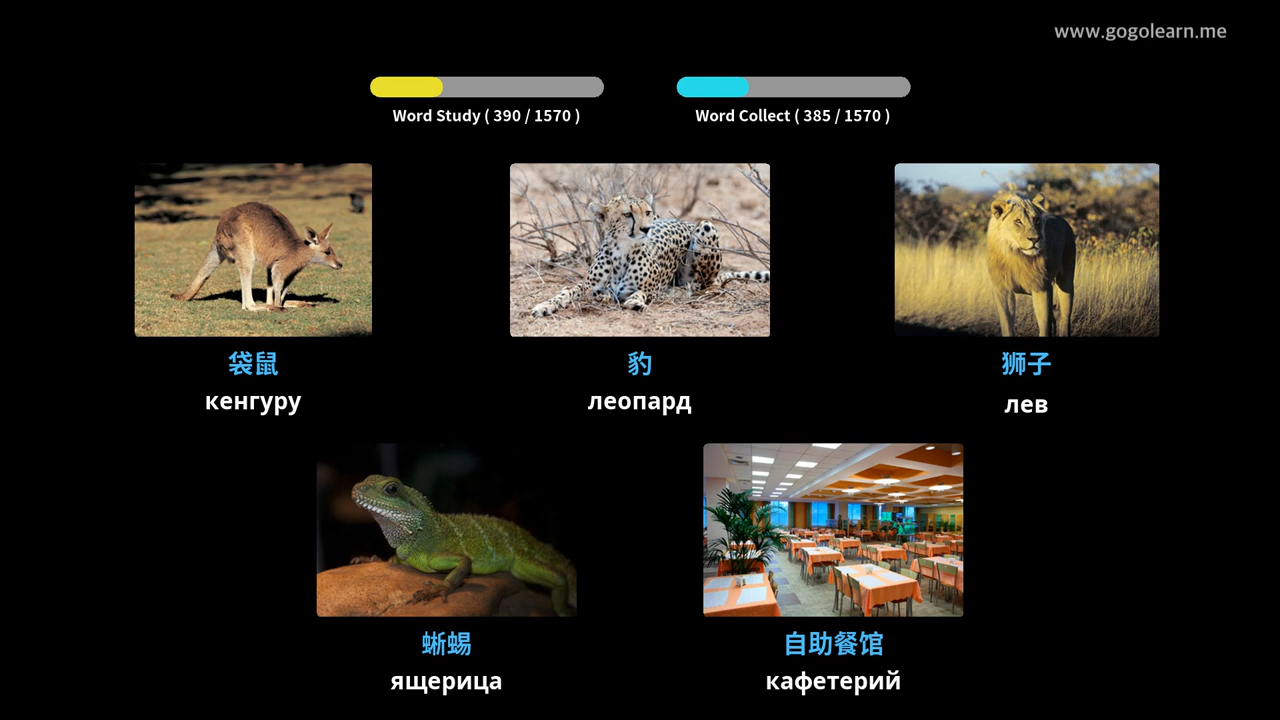 www.gogolearn.me
Word Study ( 390 / 1570 )
Word Collect ( 385 / 1570 )
袋鼠
кенгуру
豹
леопард
狮子
лев
蜥蜴
ящерица
自助餐馆
кафетерий